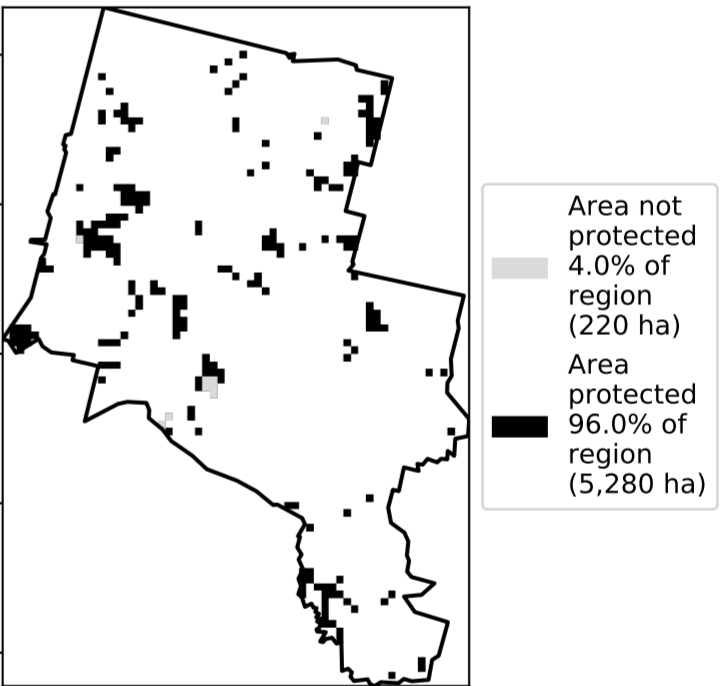 Area not
protected
4.0% of
region
(220 ha)
Area
protected
96.0% of
region
(5,280 ha)